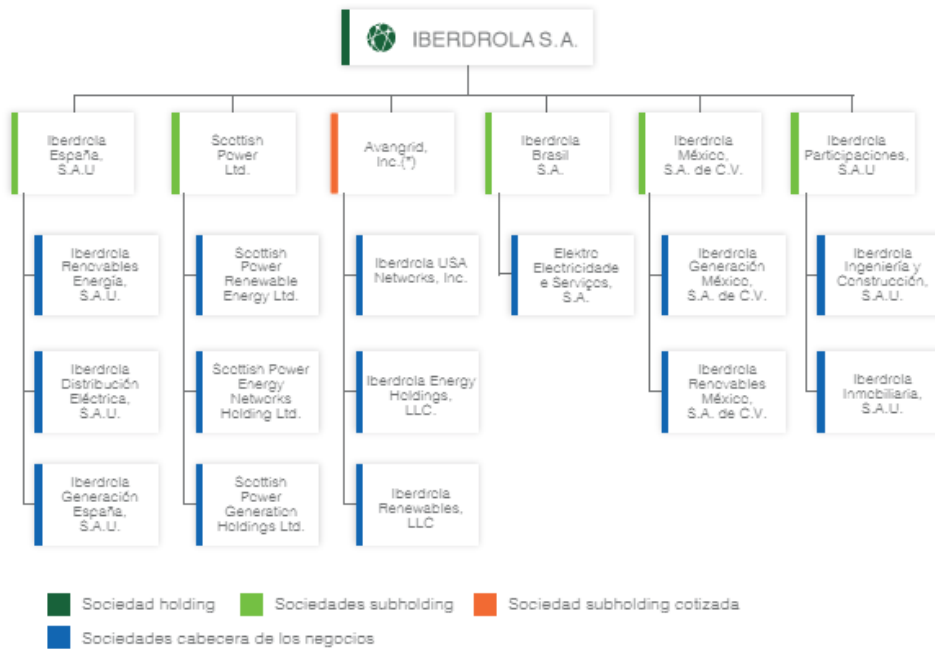 IBERDROLA S.A.
Iberdrola
España,
S.A.U
Scottish
Power
Ltd.
Avangrid,
Inc.(*)
Iberdrola
Brasil
S.A.
Iberdrola
México,
S.A. de C.V.
Iberdrola
Participaciones,
S.A.U
Iberdrola
Renovables
Energía,
S.A.U.
Scottish
Power
Renewable
Energy Ltd.
Iberdrola USA
Networks, Inc.
Elektro
Electricidade
e Serviços,
S.A.
Iberdrola
Generación
México,
S.A. de C.V.
Iberdrola
Ingeniería y
Construcción,
S.A.U.
Iberdrola
Distribución
Eléctrica,
S.A.U.
Scottish Power
Energy
Networks
Holding Ltd.
Iberdrola Energy
Holdings,
LLC.
Iberdrola
Renovables
México,
S.A. de C.V.
Iberdrola
Inmobiliaria,
S.A.U.
Iberdrola
Generación
España,
S.A.U.
Scottish
Power
Generation
Holdings Ltd.
Iberdrola
Renewables,
LLC
Sociedad holding
Sociedades subholding
Sociedad subholding cotizada
Sociedades cabecera de los negocios